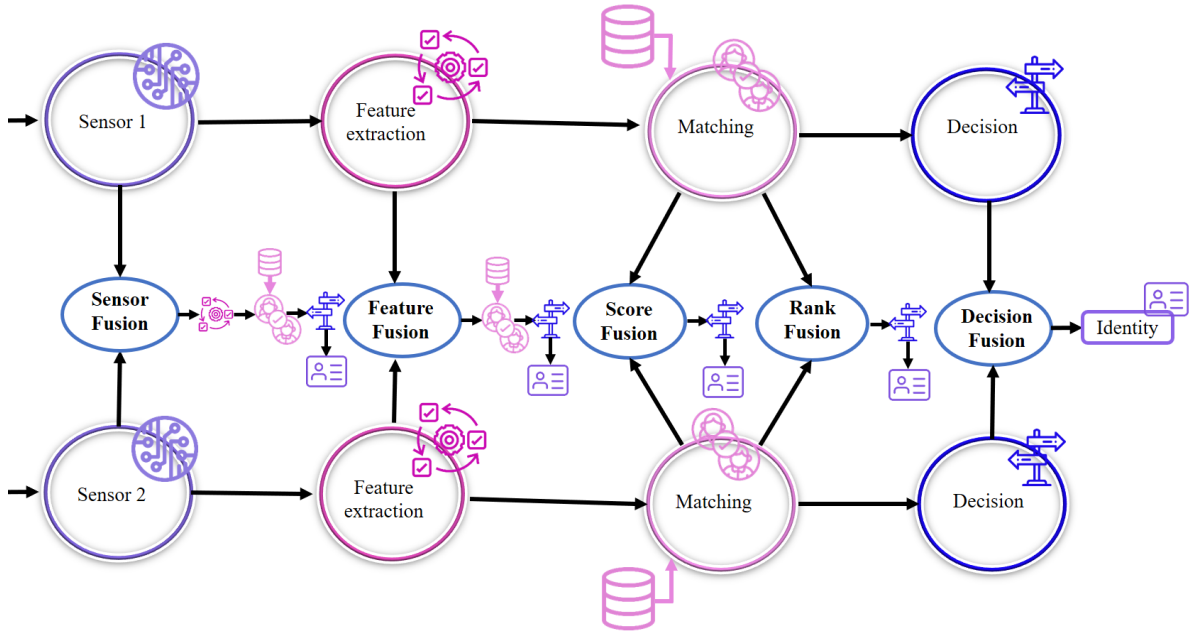 Sensor 1
Feature
extraction
Matching
Decision
Sensor
Fusion
Feature
Fusion
Score
Fusion
Rank
Fusion
Decision
Fusion
Identity
Sensor 2
Feature
extraction
Matching
Decision